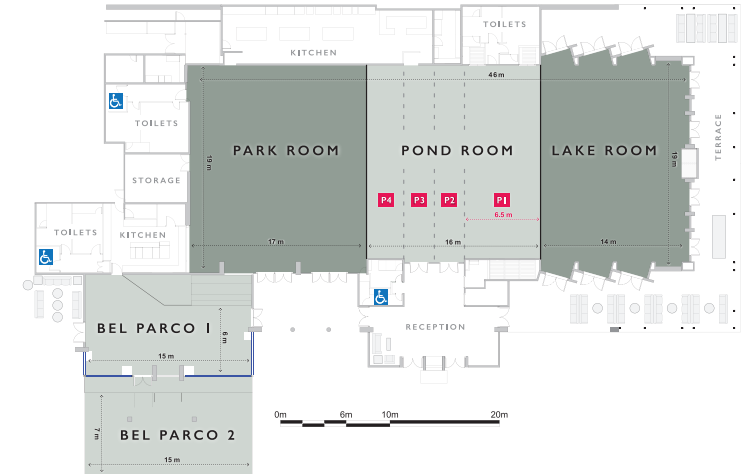 TOILETS
KITCHEN
46 m
TOILETS
PARK ROOM
POND ROOM
LAKE ROOM
TERRACE
19 m
19 m
STORAGE
P4
P3
P2
P1
6.5 m
TOILETS
KITCHEN
17 m
16 m
14 m
BEL PARCO 1
6 m
RECEPTION
15 m
0m
6m
10m
20m
7 m
BEL PARCO 2
15 m